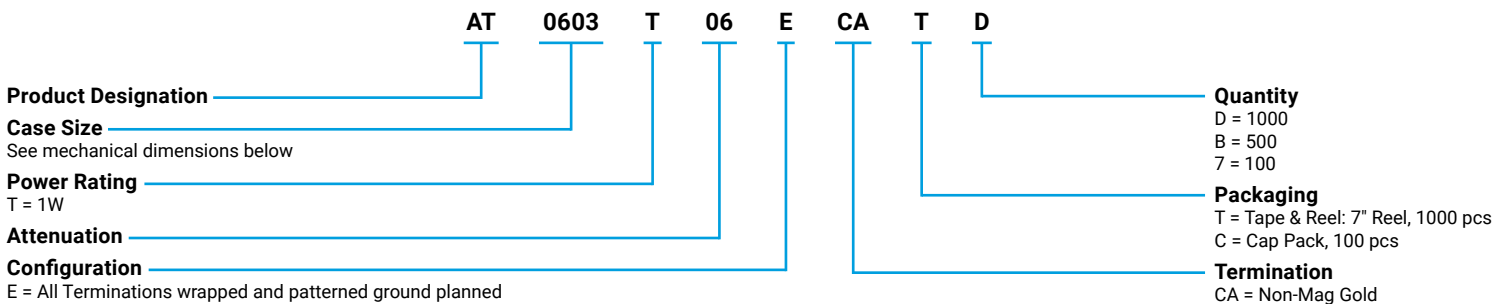 AT 0603 T 06 E CA T D
Product Designation
Case Size
See mechanical dimensions below
Power Rating
T = 1W
Attenuation
Configuration
E = All Terminations wrapped and patterned ground planned
Quantity
D = 1000
B = 500
7 = 100
Packaging
T = Tape & Reel: 7" Reel, 1000 pcs
C = Cap Pack, 100 pcs
Termination
CA = Non-Mag Gold